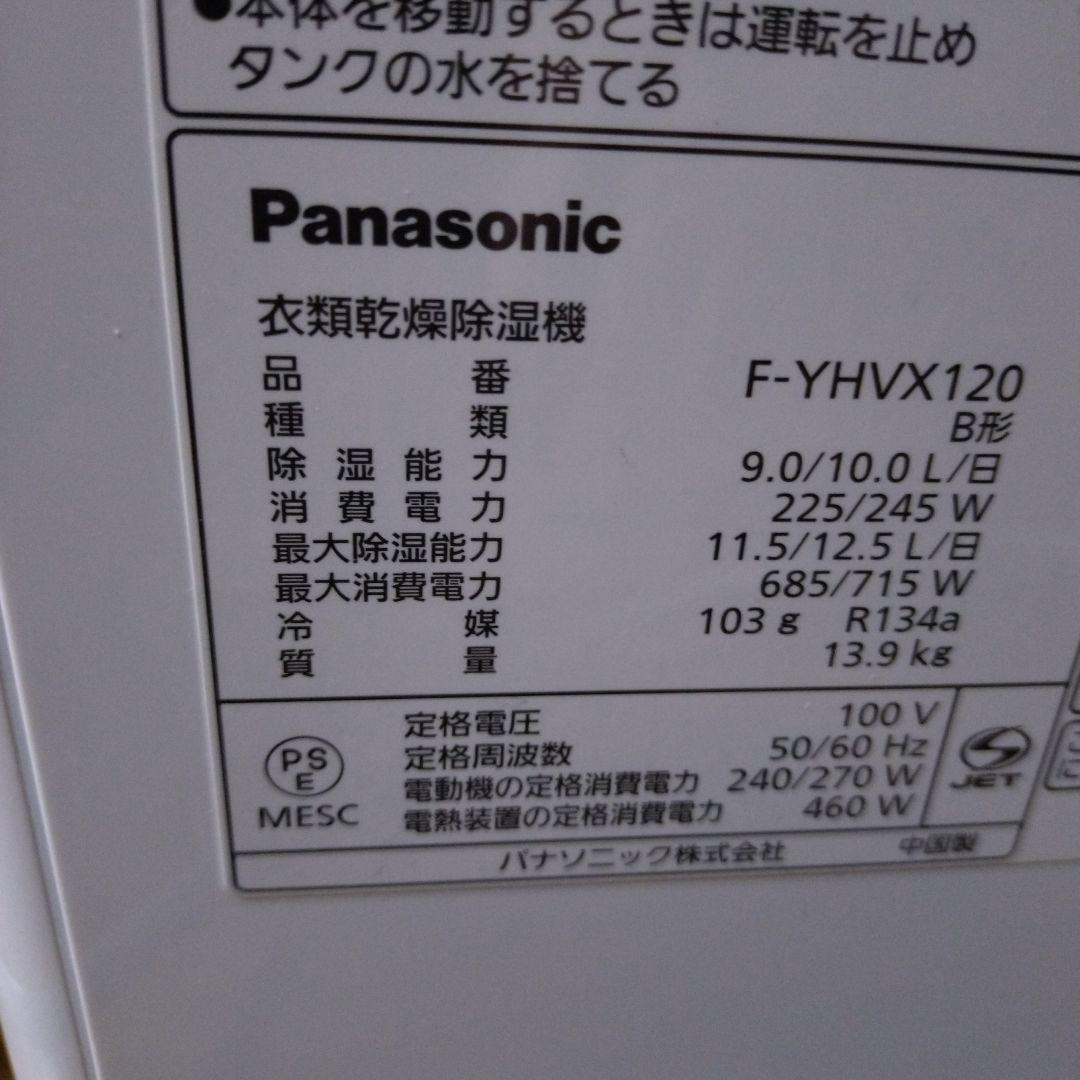 ●本体を移動するときは運転を止め
タンクの水を捨てる
Panasonic
衣類乾燥除湿機
品番 F-YHVX120
種類 B形
除湿能力 9.0/10.0 L/日
消費電力 225/245 W
最大除湿能力 11.5/12.5 L/日
最大消費電力 685/715 W
冷媒 103 g R134a
質量 13.9 kg
PS
E
MESC
定格電圧 100 V
定格周波数 50/60 Hz
電動機の定格消費電力 240/270 W
電熱装置の定格消費電力 460 W
JET
パナソニック株式会社 中国製